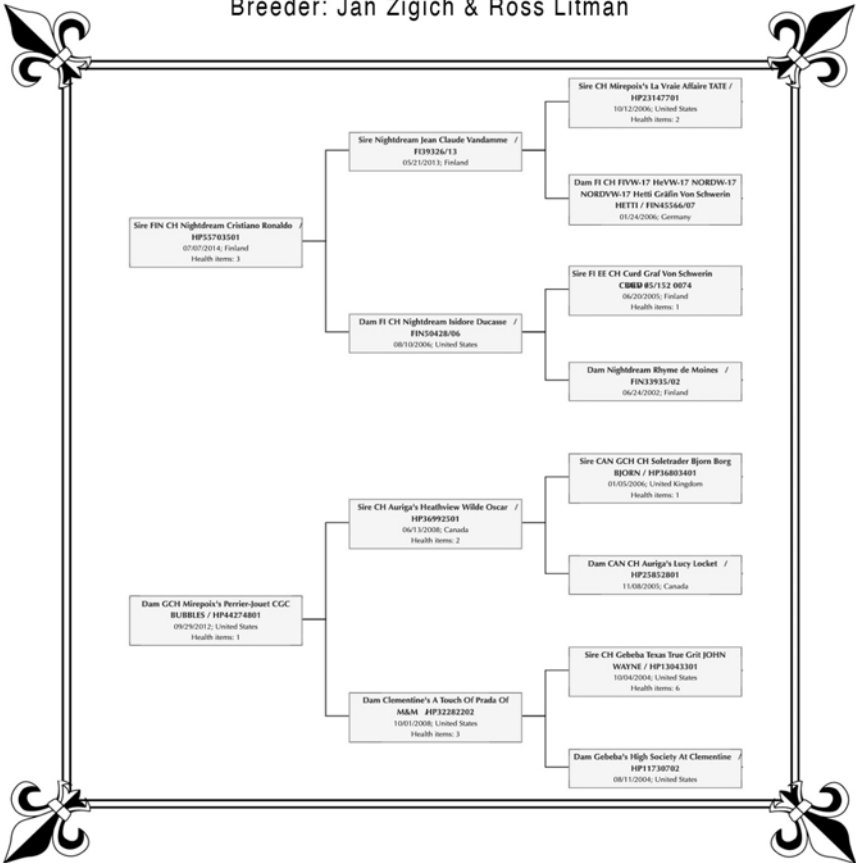 Breeder: Jan Zigich & Ross Litman
Sire CH Mirepoix's La Vraie Affaire TATE /
HP23147701
10/12/2006; United States
Health items: 2
Sire Nightdream Jean Claude Vandamme /
FI39326/13
05/21/2013; Finland
Dam FI CH FIVW-17 HeVW-17 NORDW-17
NORDVW-17 Hetti Gräfin Von Schwerin
HETTI / FIN45566/07
01/24/2006; Germany
Sire FIN CH Nightdream Cristiano Ronaldo /
HP55703501
07/07/2014; Finland
Health items: 3
Sire FI EE CH Curd Graf Von Schwerin
05/152 0074
06/20/2005; Finland
Health items: 1
Dam FI CH Nightdream Isidore Ducasse /
FIN50428/06
08/10/2006; United States
Dam Nightdream Rhyme de Moines /
FIN33935/02
06/24/2002; Finland
Sire CAN GCH CH Soletrader Bjorn Borg
BJORN / HP36803401
01/05/2006; United Kingdom
Health items: 1
Sire CH Auriga's Heathview Wilde Oscar /
HP36992501
06/13/2008; Canada
Health items: 2
Dam CAN CH Auriga's Lucy Locket /
HP25852801
11/08/2005; Canada
Dam GCH Mirepoix's Perrier-Jouet CGC
BUBBLES / HP44274801
09/29/2012; United States
Health items: 1
Sire CH Gebeba Texas True Grit JOHN
WAYNE / HP13043301
10/04/2004; United States
Health items: 6
Dam Clementine's A Touch Of Prada Of
M&M /HP32282202
10/01/2008; United States
Health items: 3
Dam Gebeba's High Society At Clementine /
HP11730702
08/11/2004; United States